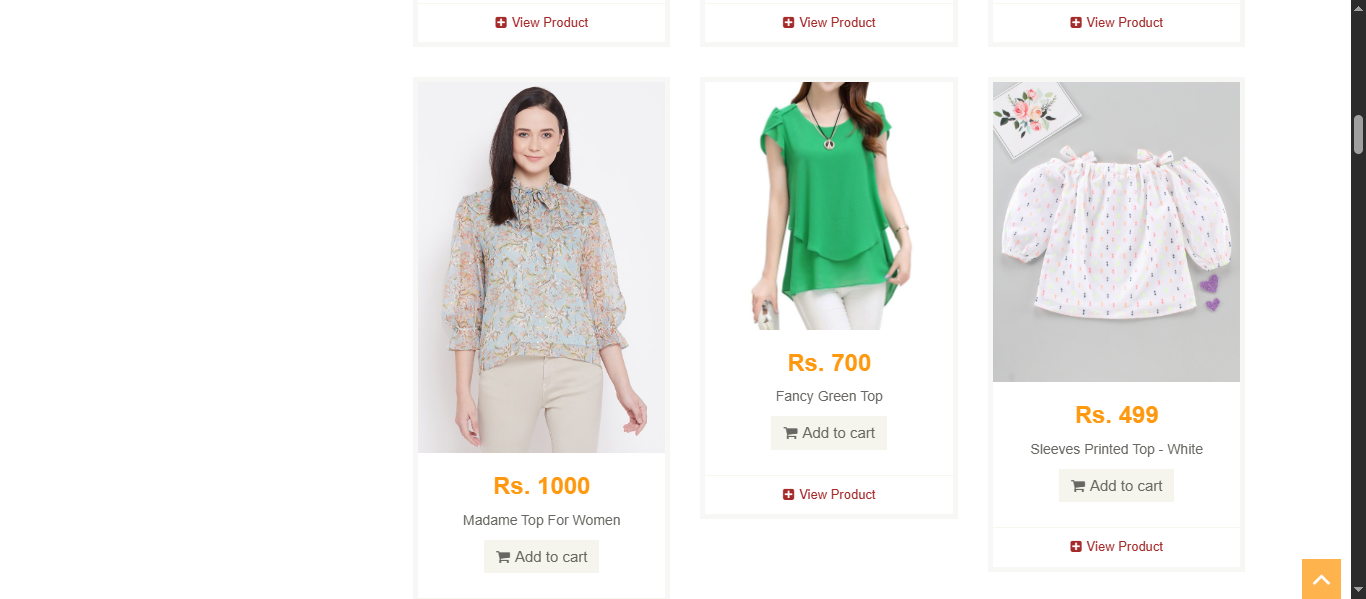 View Product
View Product
View Product
Rs. 1000
Madame Top For Women
Add to cart
Rs. 700
Fancy Green Top
Add to cart
View Product
Rs. 499
Sleeves Printed Top - White
Add to cart
View Product